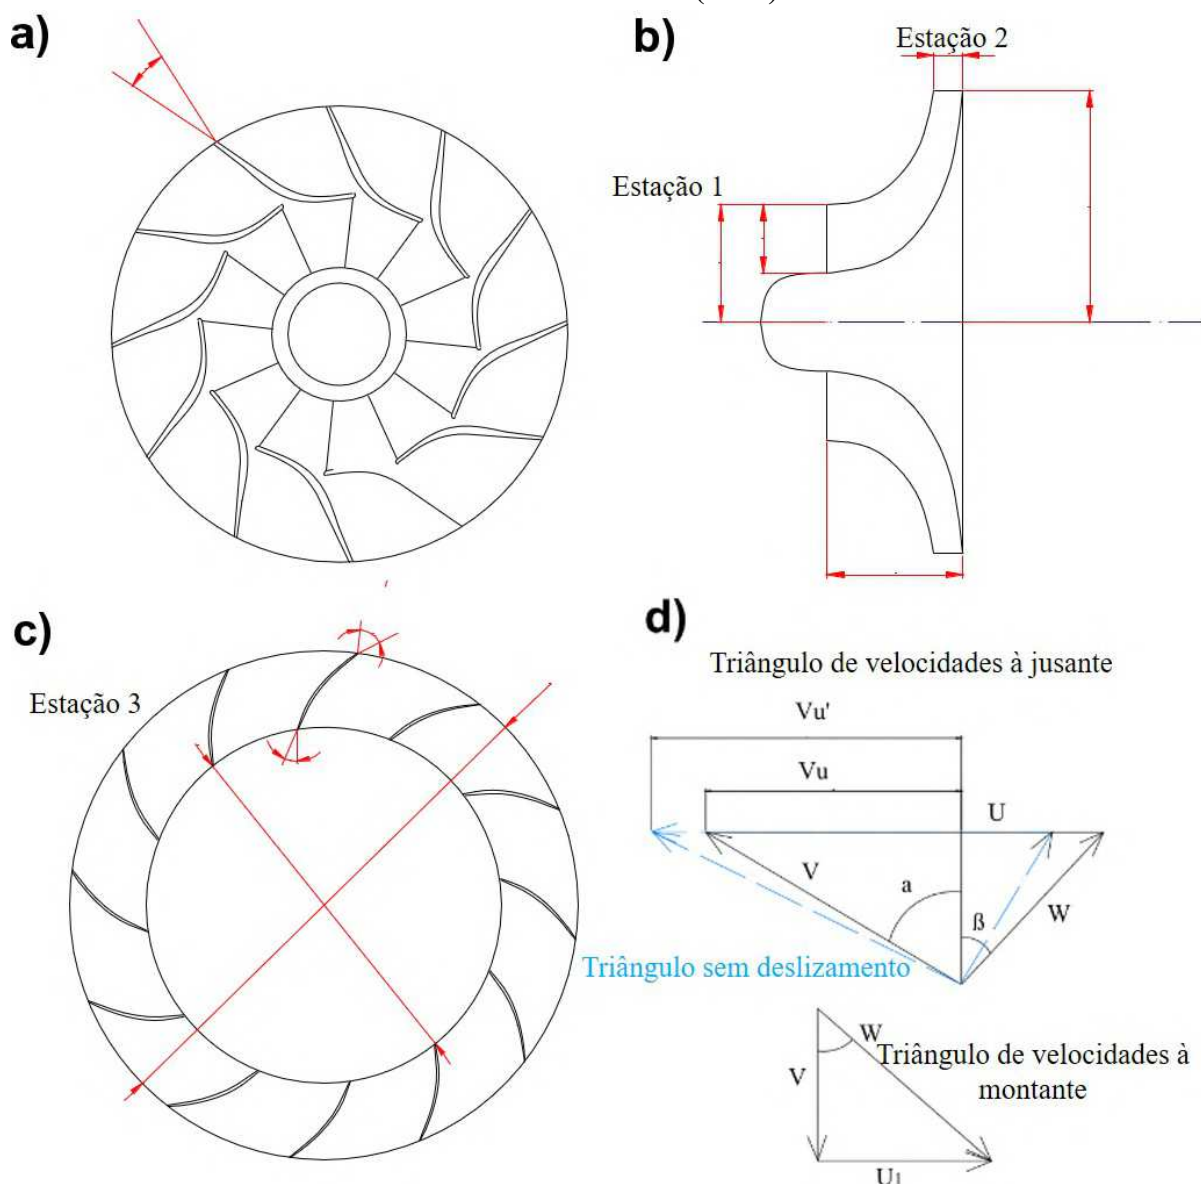 a)
b)
Estação 2
Estação 1
c)
Estação 3
d)
Triângulo de velocidades à jusante
Vu'
Vu
U
V
a
ß
W
Triângulo sem deslizamento
W
Triângulo de velocidades à
montante
V
U1